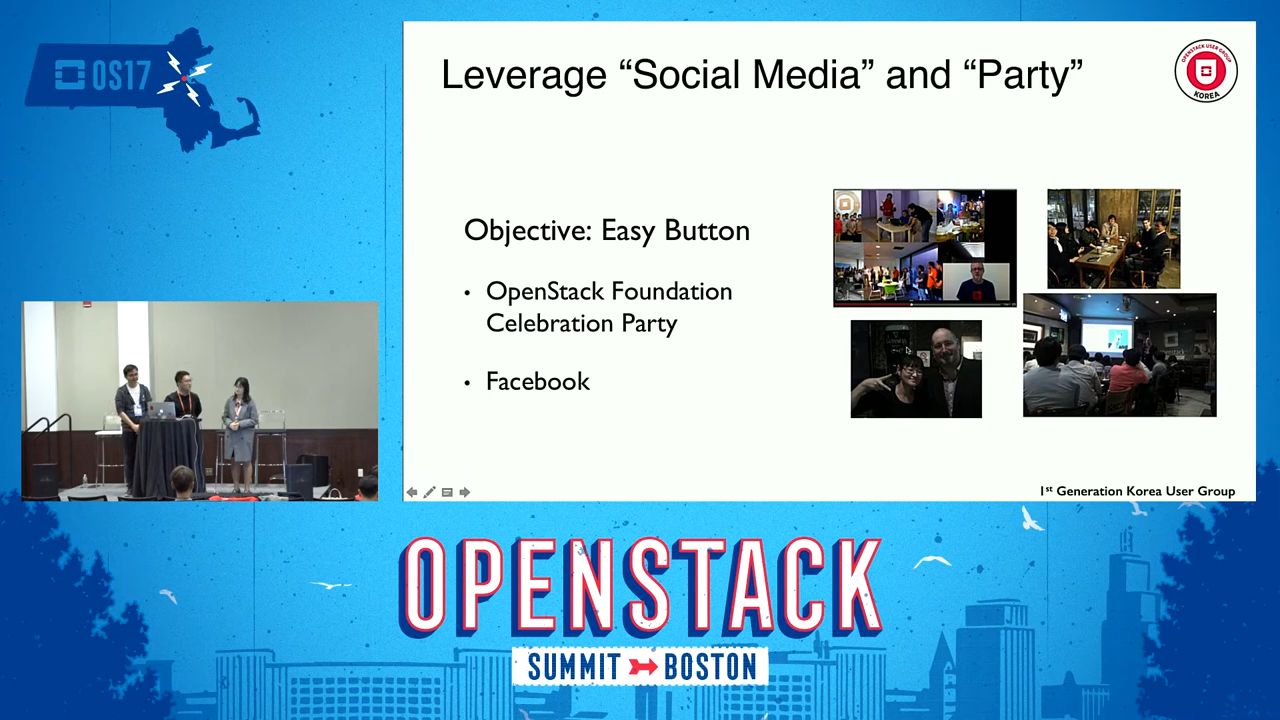 OS17
Leverage “Social Media” and “Party”
OPENSTACK USER GROUP
KOREA
Objective: Easy Button
• OpenStack Foundation
Celebration Party
• Facebook
1st Generation Korea User Group
OPENSTACK
SUMMIT BOSTON